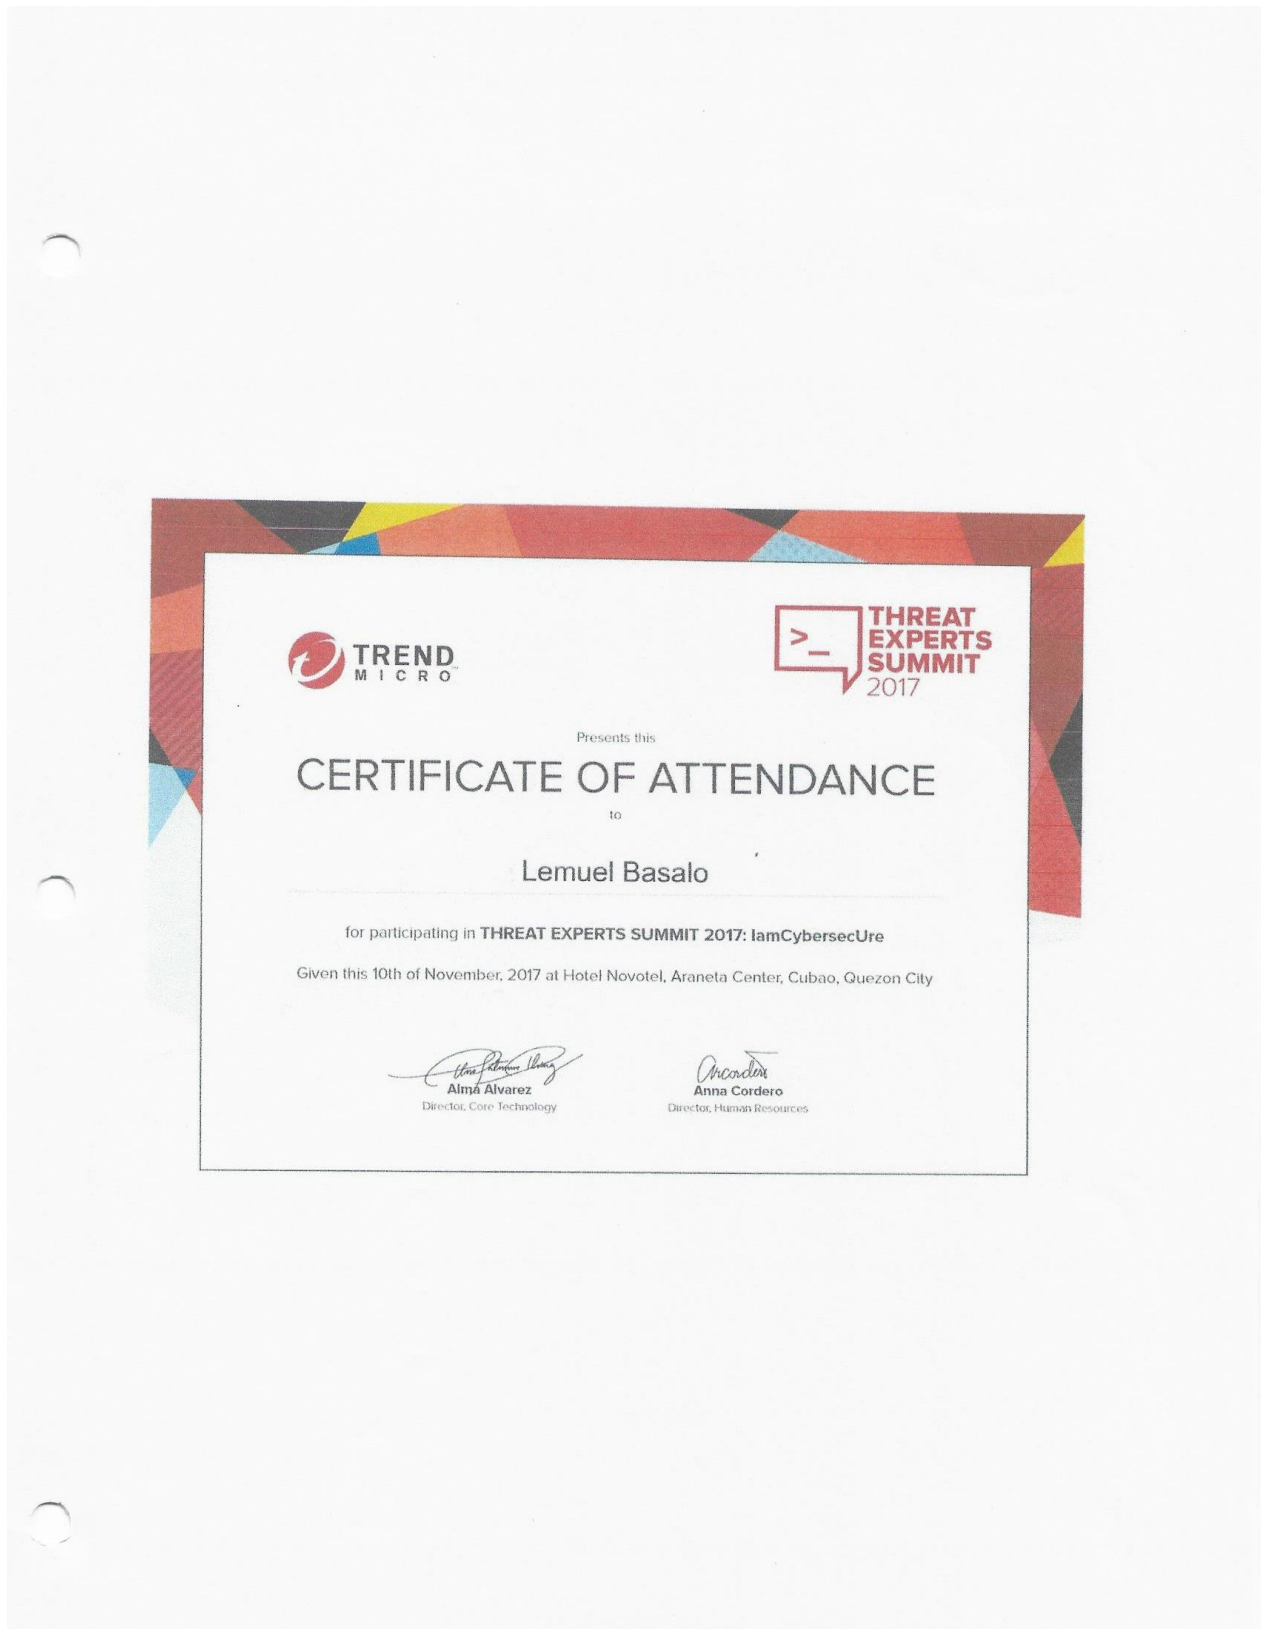 TREND
MICRO
>_
THREAT
EXPERTS
SUMMIT
2017
Presents this
CERTIFICATE OF ATTENDANCE
to
Lemuel Basalo
for participating in THREAT EXPERTS SUMMIT 2017: IamCybersecUre
Given this 10th of November, 2017 at Hotel Novotel, Araneta Center, Cubao, Quezon City
Alma Alvarez
Director, Core Technology
Anna Cordero
Director, Human Resources